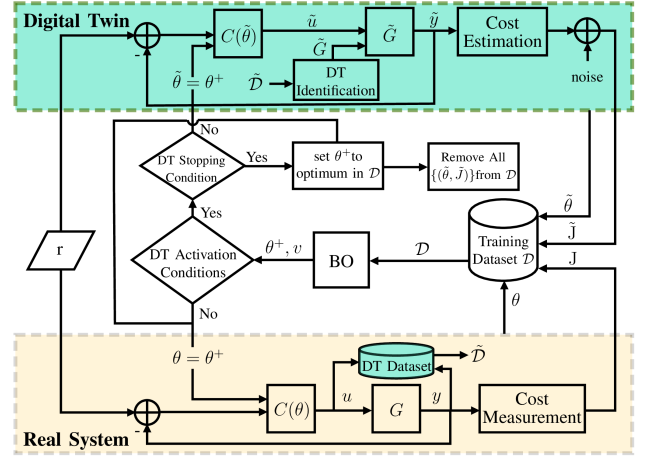 Digital Twin
-
C(θ̃)
ũ
G̃
G̃
ỹ
Cost
Estimation
noise
θ̃ = θ⁺
D̃
DT
Identification
No
DT Stopping
Condition
Yes
set θ⁺ to
optimum in D
Remove All
{(θ̃, J̃)} from D
θ̃
J̃
J
Yes
r
DT Activation
Conditions
θ⁺, v
BO
D
Training
Dataset D
θ
No
θ = θ⁺
DT Dataset
D̃
C(θ)
u
G
y
Cost
Measurement
-
Real System